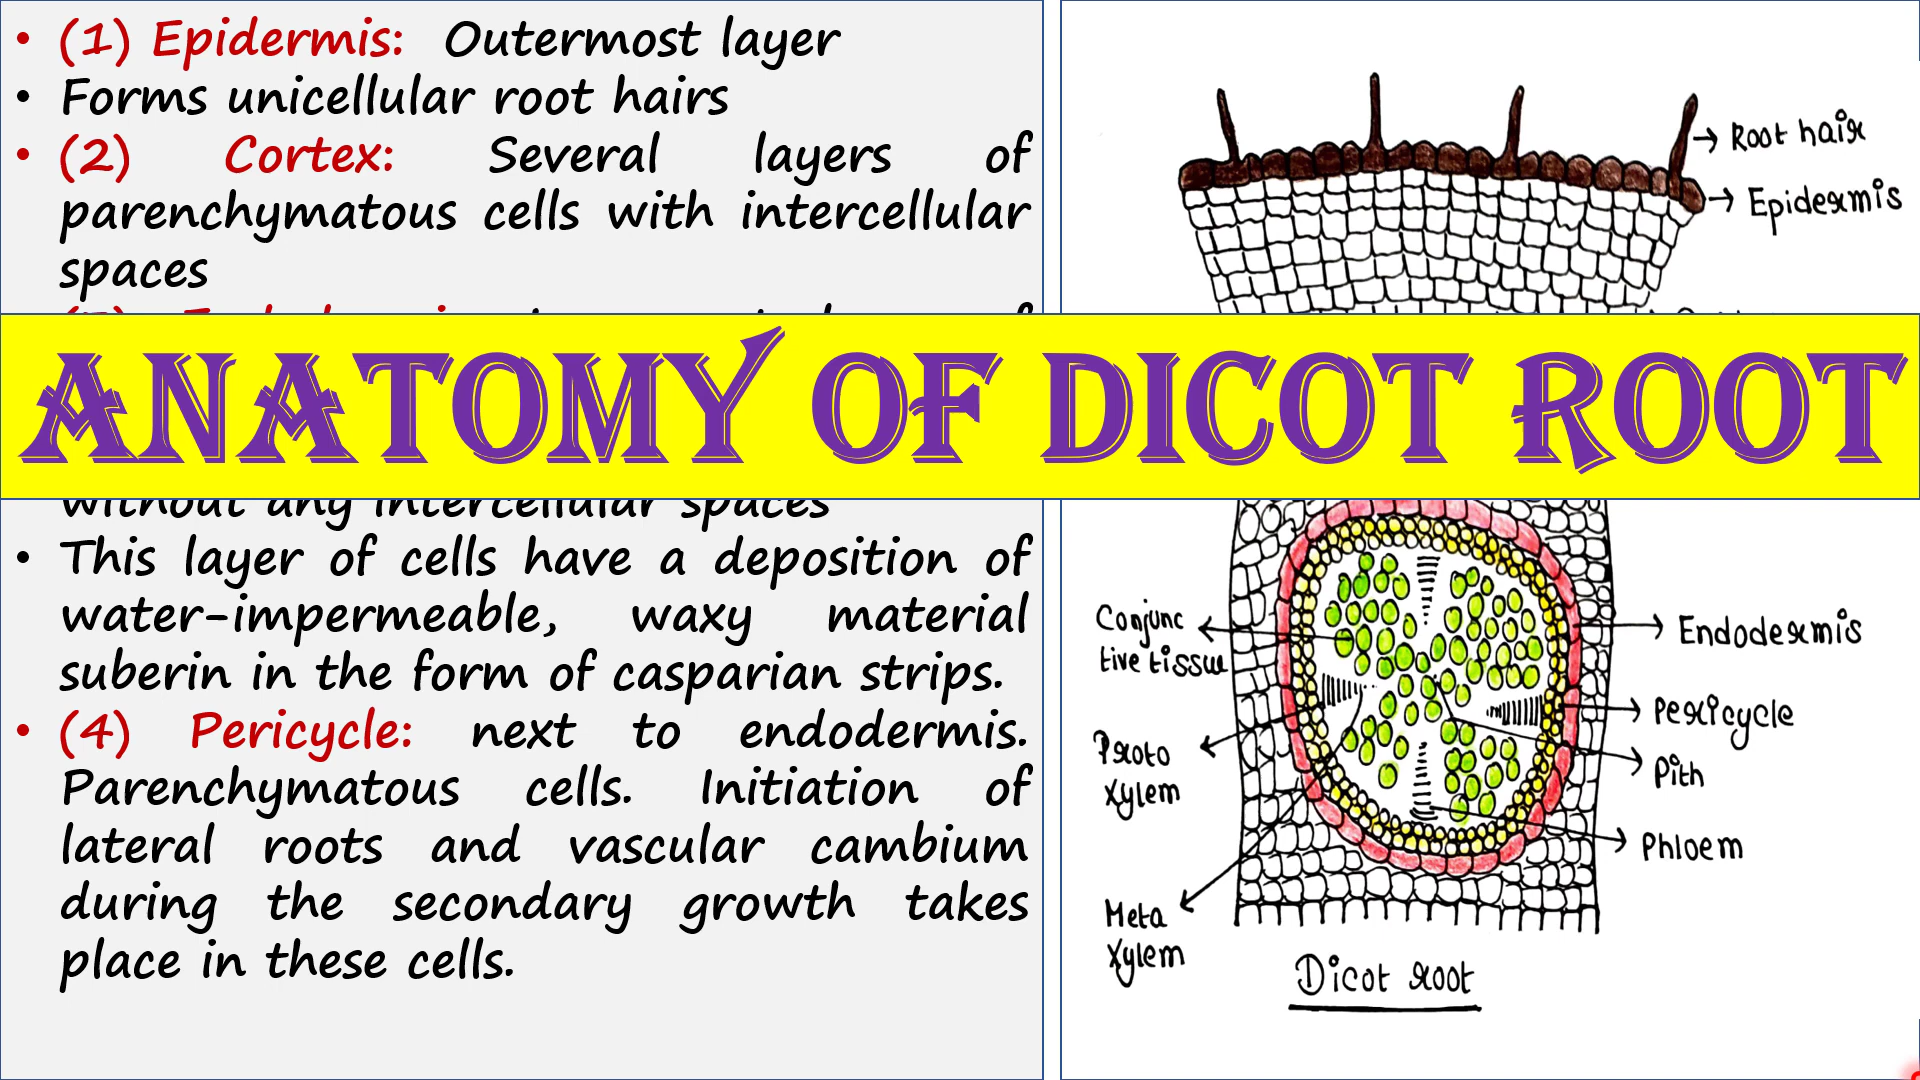 • (1) Epidermis: Outermost layer
• Forms unicellular root hairs
• (2) Cortex: Several layers of
parenchymatous cells with intercellular
spaces
ANATOMY OF DICOT ROOT
without any intercellular spaces
• This layer of cells have a deposition of
water-impermeable, waxy material
suberin in the form of casparian strips.
• (4) Pericycle: next to endodermis.
Parenchymatous cells. Initiation of
lateral roots and vascular cambium
during the secondary growth takes
place in these cells.
Root hair
Epidermis
Conjunc
tive tissue
Endodermis
Pericycle
Proto
xylem
Pith
Phloem
Meta
xylem
Dicot root